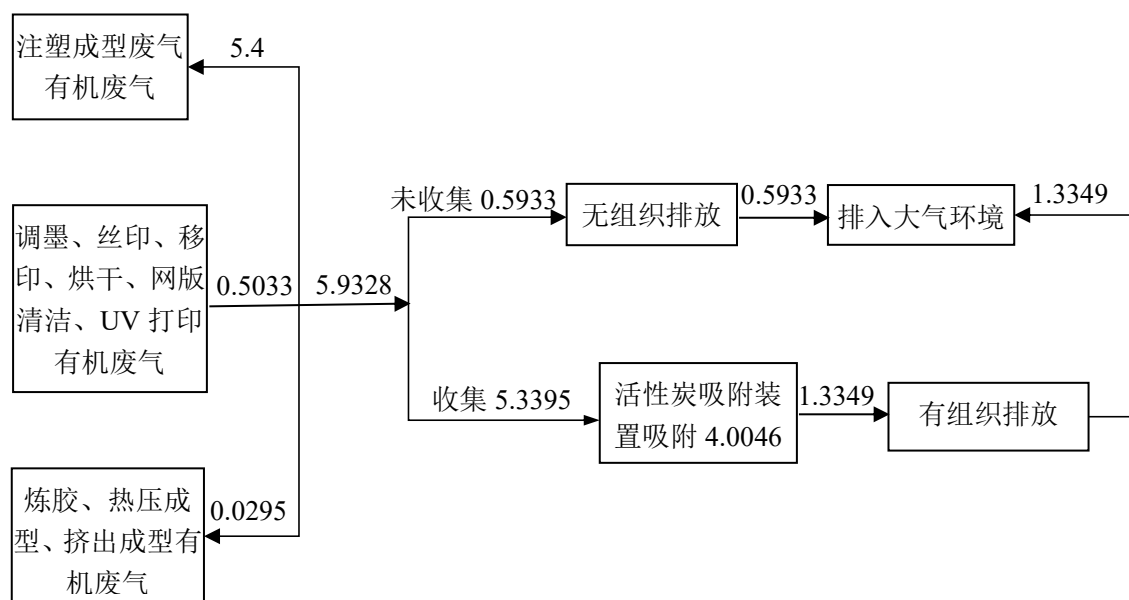 注塑成型废气
有机废气
5.4
调墨、丝印、移
印、烘干、网版
清洁、UV 打印
有机废气
0.5033
5.9328
炼胶、热压成
型、挤出成型有
机废气
0.0295
未收集 0.5933
无组织排放
0.5933
排入大气环境
1.3349
收集 5.3395
活性炭吸附装
置吸附 4.0046
1.3349
有组织排放